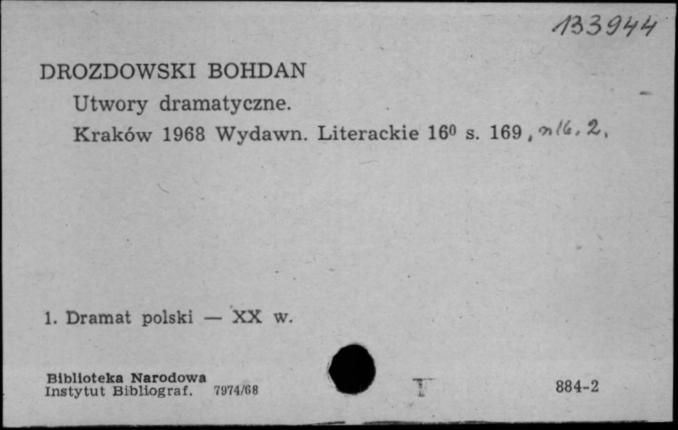 133944
DROZDOWSKI BOHDAN
Utwory dramatyczne.
Kraków 1968 Wydawn. Literackie 16⁰ s. 169, nlb. 2.
1. Dramat polski — XX w.
Biblioteka Narodowa
Instytut Bibliograf. 7974/68
T
884-2